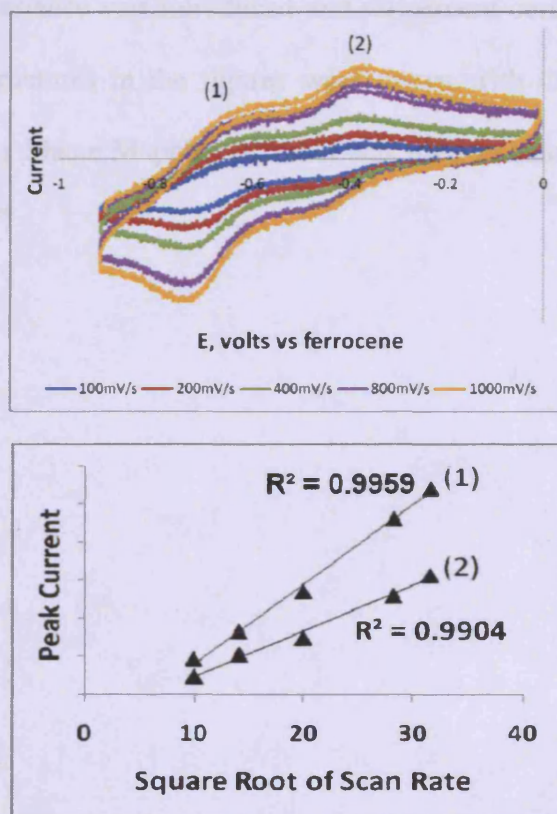 (2)
(1)
Current
-1 -0.8 -0.6 -0.4 -0.2 0
E, volts vs ferrocene
100mV/s 200mV/s 400mV/s 800mV/s 1000mV/s
R² = 0.9959 (1)
(2)
R² = 0.9904
Peak Current
0 10 20 30 40
Square Root of Scan Rate